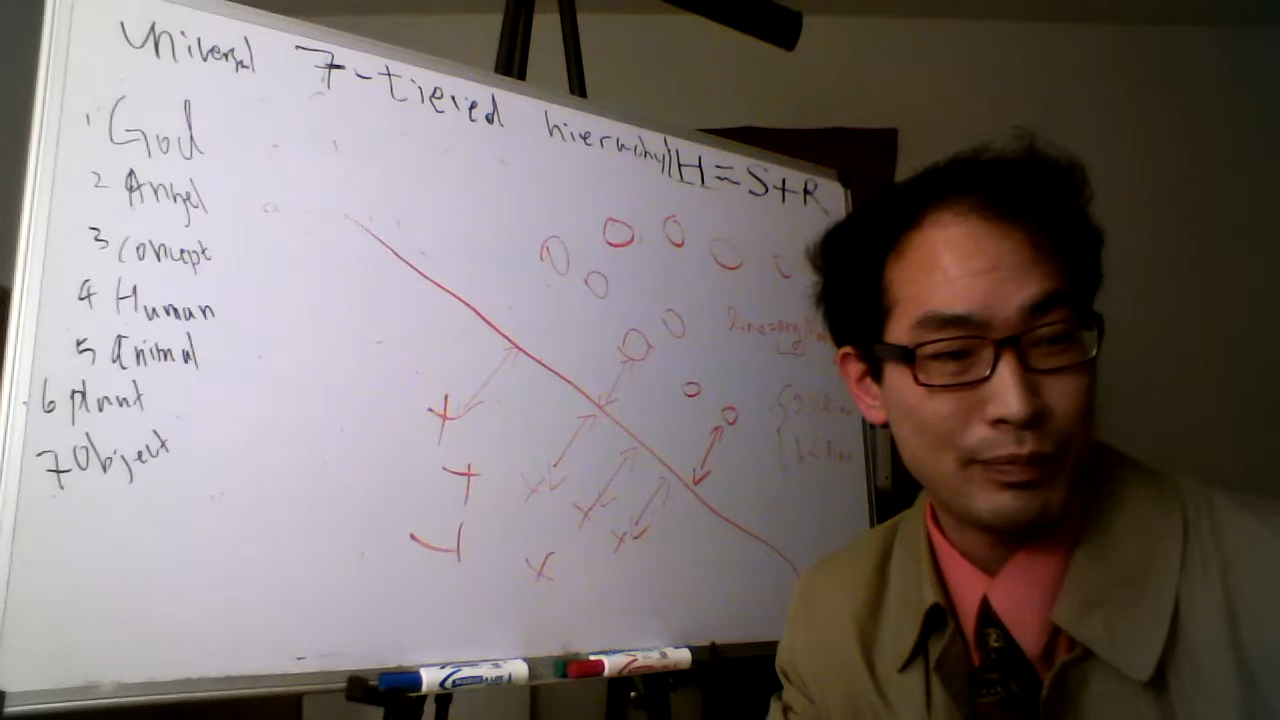 Universal 7-tiered hierarchy H=S+R
1 God
2 Angel
3 concept
4 Human
5 Animal
6 plant
7 Object